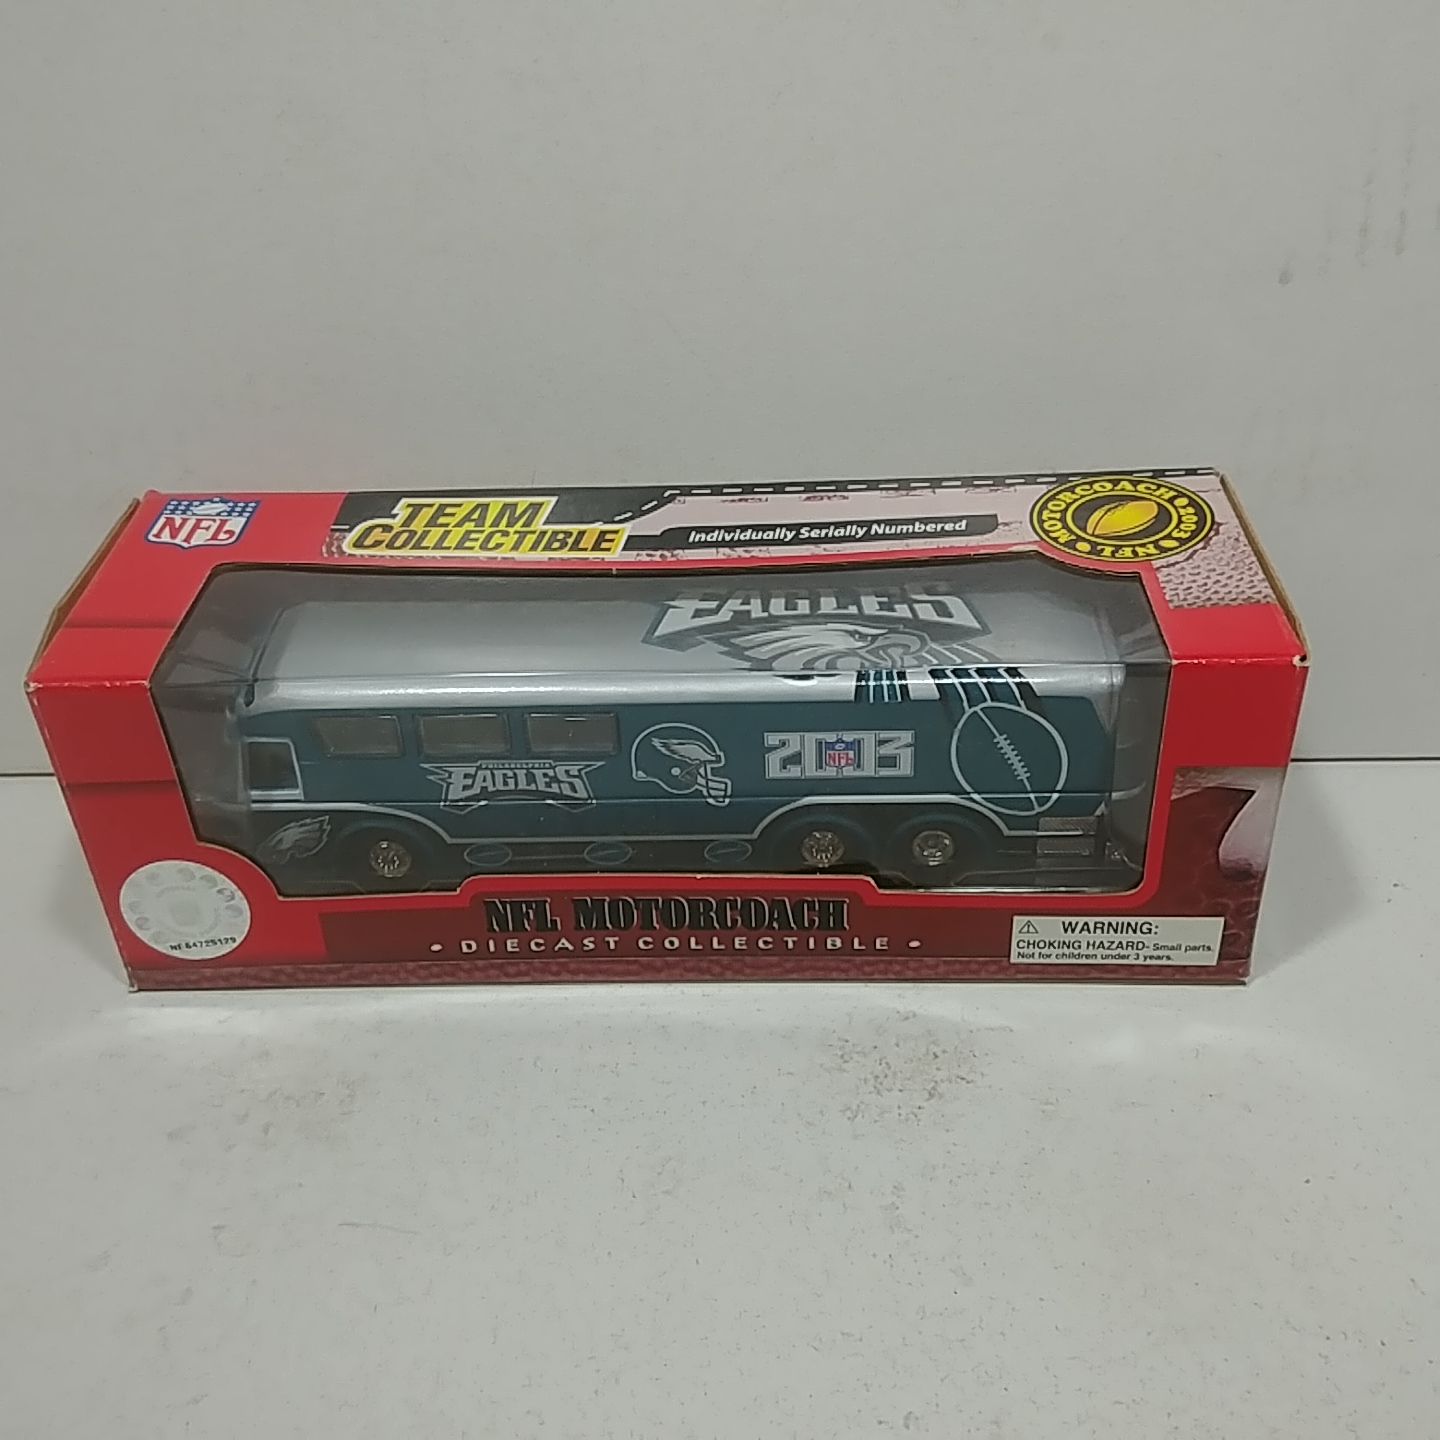 NFL
TEAM
COLLECTIBLE
Individually Serially Numbered
NFL MOTORCOACH 2003
EAGLES
PHILADELPHIA
EAGLES
2003
NFL
NFL MOTORCOACH
• DIECAST COLLECTIBLE •
WARNING:
CHOKING HAZARD- Small parts.
Not for children under 3 years.